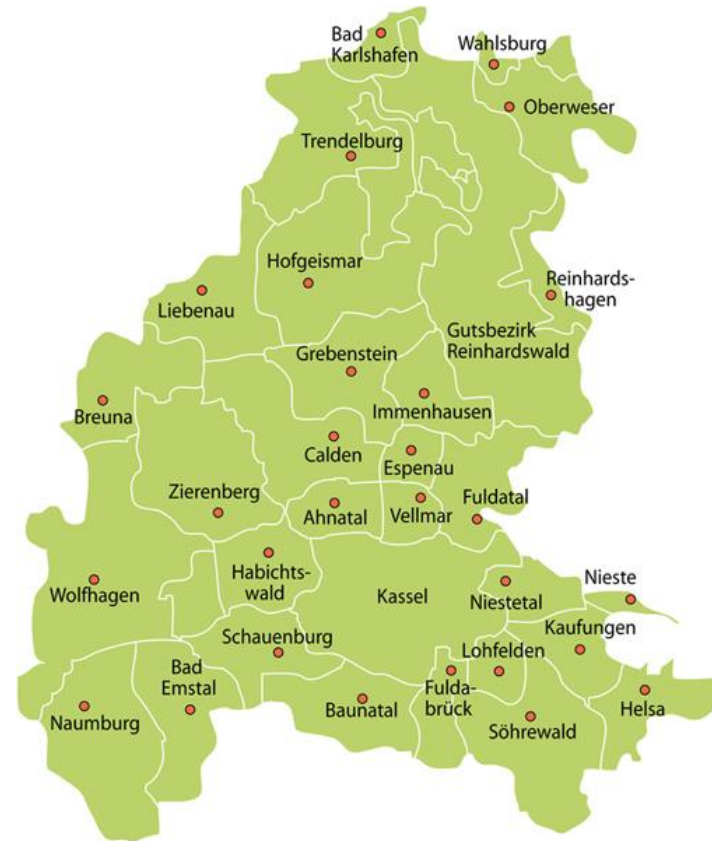 Bad
Karlshafen
Wahlsburg
Oberweser
Trendelburg
Hofgeismar
Reinhards-
hagen
Liebenau
Gutsbezirk
Reinhardswald
Grebenstein
Immenhausen
Breuna
Calden
Espenau
Zierenberg
Ahnatal
Vellmar
Fuldatal
Habichts-
wald
Wolfhagen
Kassel
Niestetal
Nieste
Schauenburg
Kaufungen
Lohfelden
Bad
Emstal
Naumburg
Baunatal
Fulda-
brück
Söhrewald
Helsa